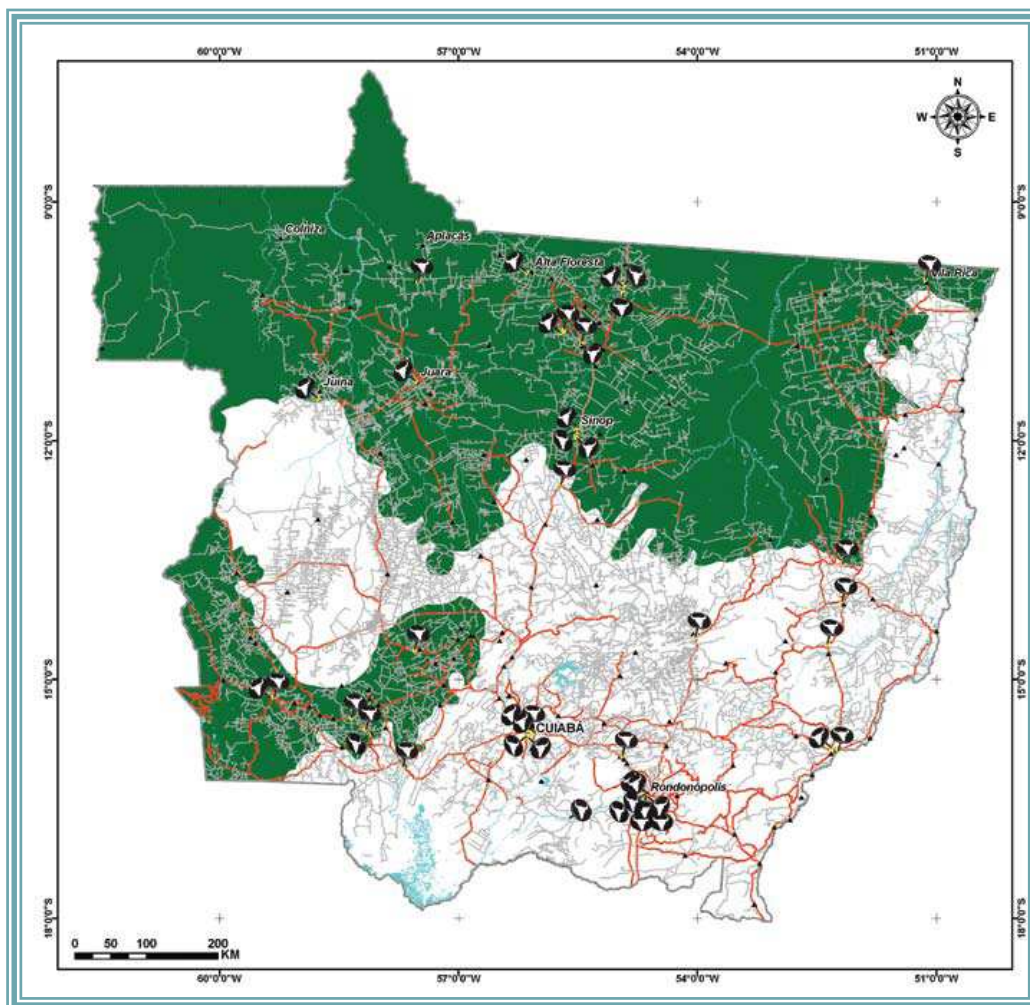 60°0'0"W 57°0'0"W 54°0'0"W 51°0'0"W
N
W E
S
9°0'0"S 9°0'0"S
Colniza
Apiacás
Alta Floresta
Vila Rica
Juína
Juara
Sinop
12°0'0"S 12°0'0"S
15°0'0"S 15°0'0"S
CUIABÁ
Rondonópolis
18°0'0"S 18°0'0"S
0 50 100 200
KM
60°0'0"W 57°0'0"W 54°0'0"W 51°0'0"W